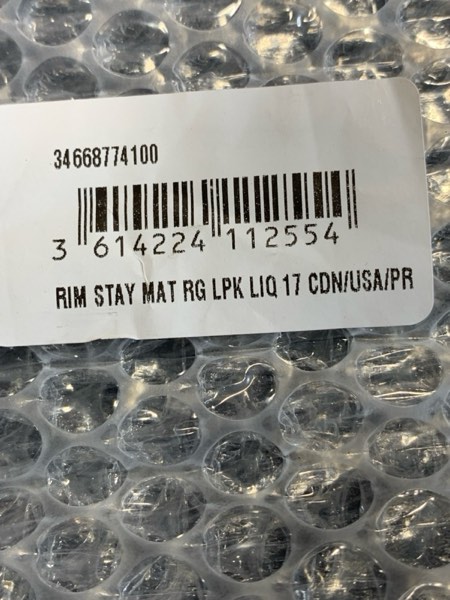 34668774100
3 614224 112554
RIM STAY MAT RG LPK LIQ 17 CDN/USA/PR